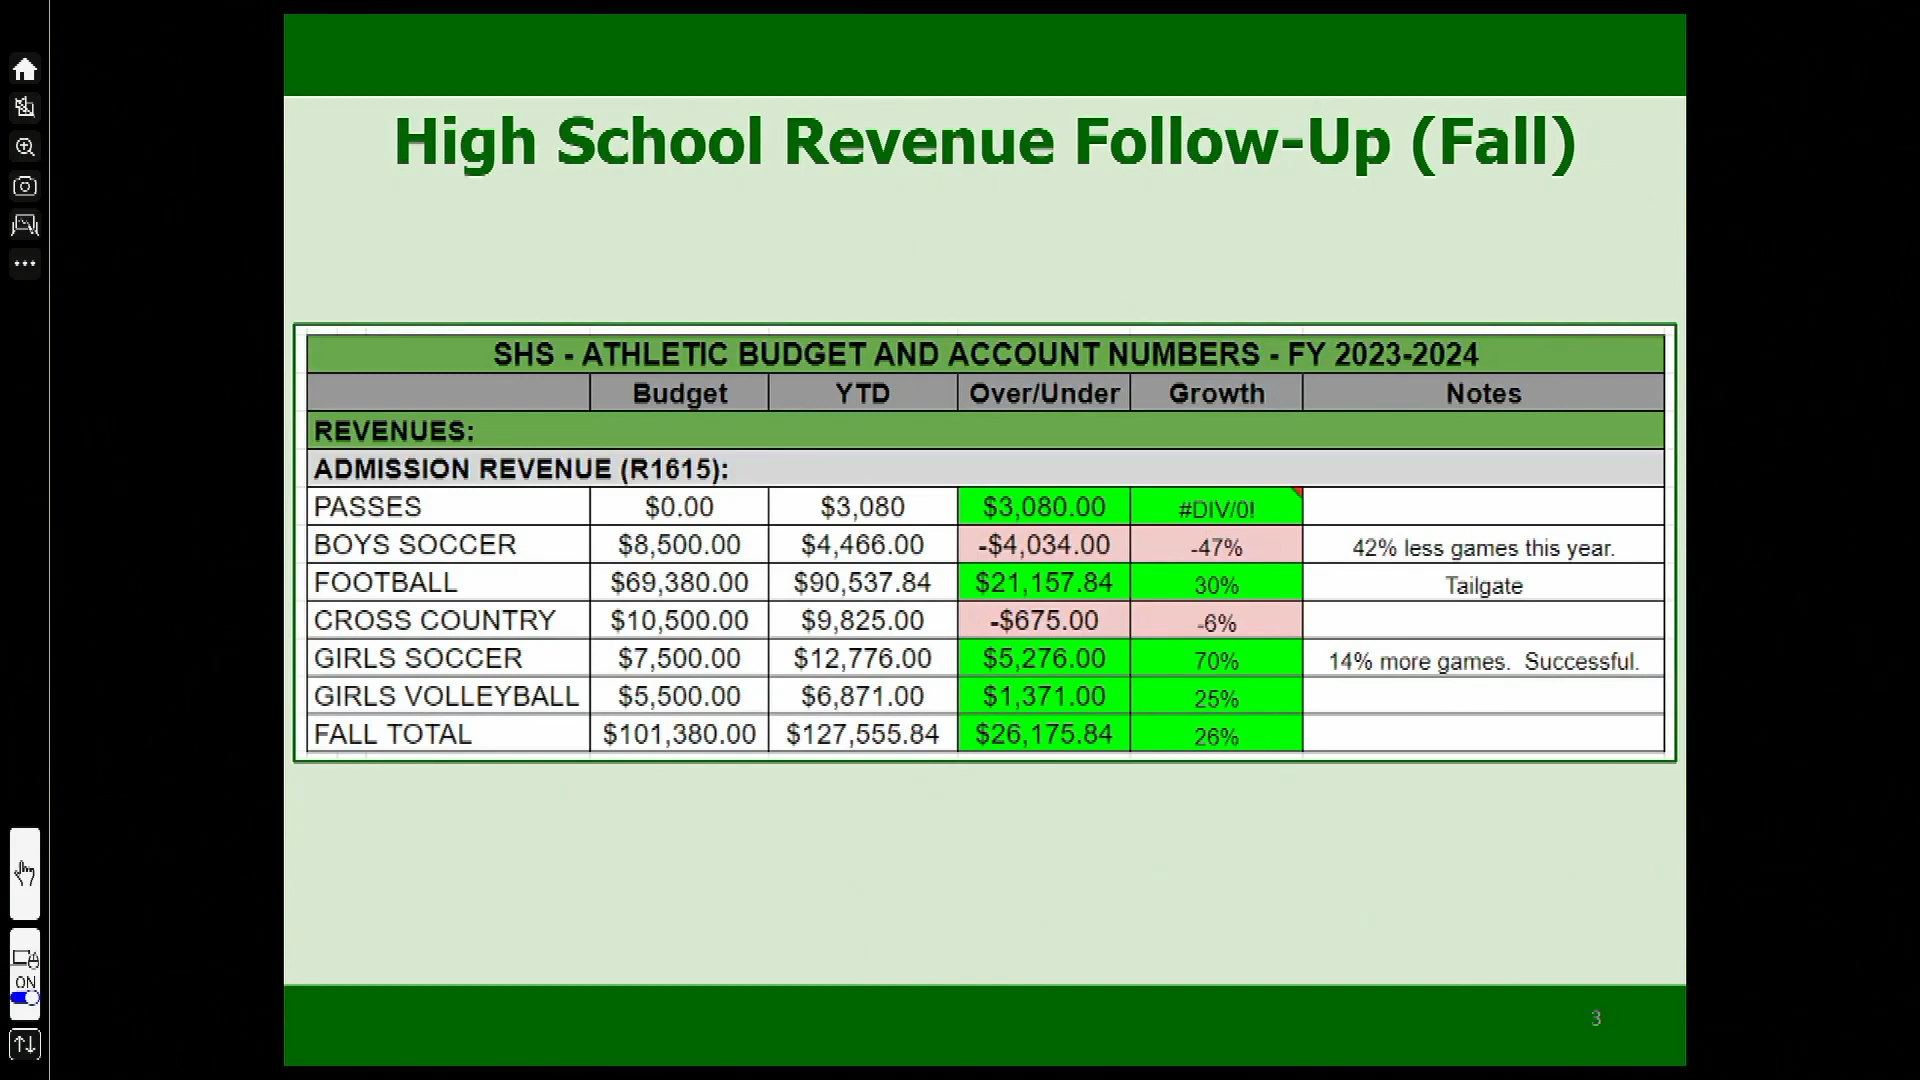 High School Revenue Follow-Up (Fall)
SHS - ATHLETIC BUDGET AND ACCOUNT NUMBERS - FY 2023-2024
Budget YTD Over/Under Growth Notes
REVENUES:
ADMISSION REVENUE (R1615):
PASSES $0.00 $3,080 $3,080.00 #DIV/0!
BOYS SOCCER $8,500.00 $4,466.00 -$4,034.00 -47% 42% less games this year.
FOOTBALL $69,380.00 $90,537.84 $21,157.84 30% Tailgate
CROSS COUNTRY $10,500.00 $9,825.00 -$675.00 -6%
GIRLS SOCCER $7,500.00 $12,776.00 $5,276.00 70% 14% more games. Successful.
GIRLS VOLLEYBALL $5,500.00 $6,871.00 $1,371.00 25%
FALL TOTAL $101,380.00 $127,555.84 $26,175.84 26%
ON
3